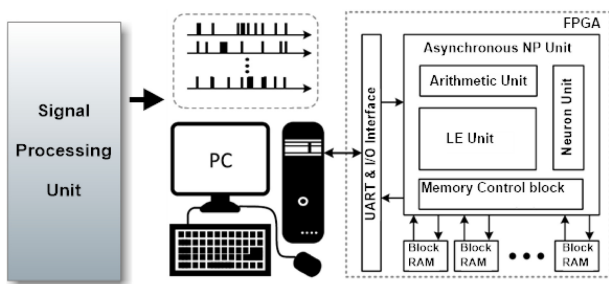 FPGA
Signal
Processing
Unit
PC
UART & I/O Interface
Asynchronous NP Unit
Arithmetic Unit
LE Unit
Neuron Unit
Memory Control block
Block
RAM
Block
RAM
Block
RAM